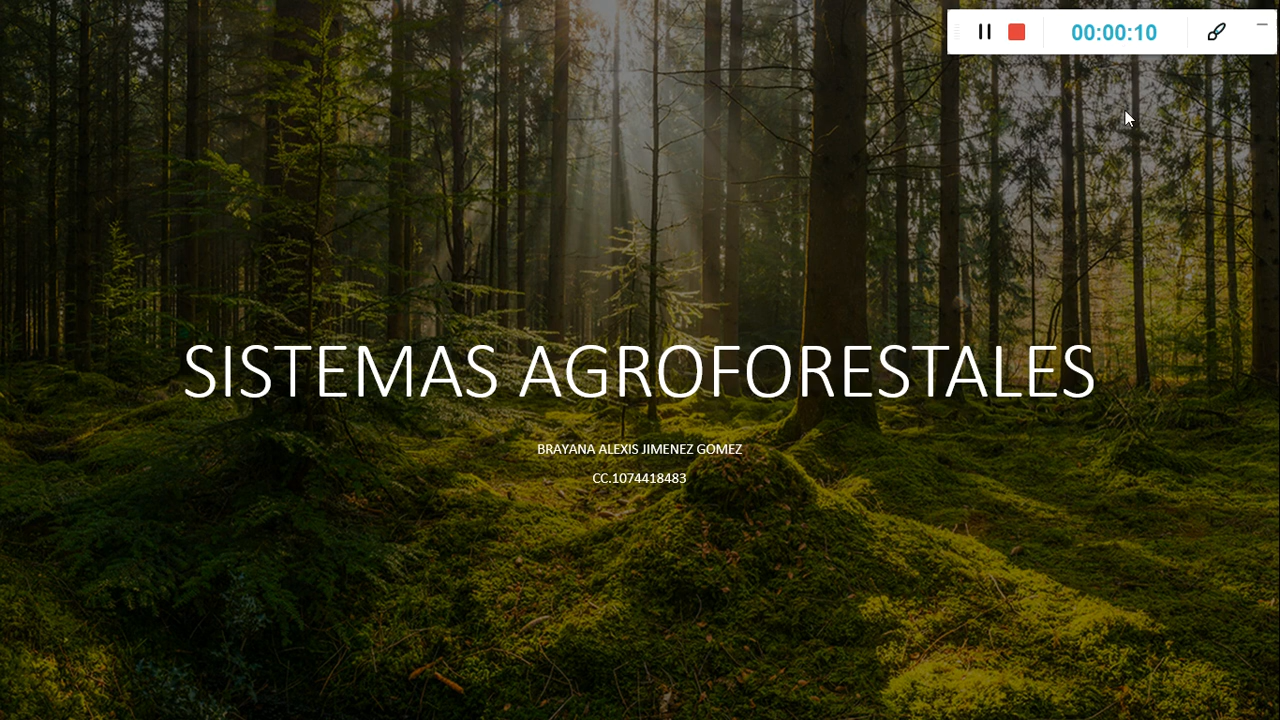 00:00:10
SISTEMAS AGROFORESTALES
BRAYANA ALEXIS JIMENEZ GOMEZ
CC.1074418483